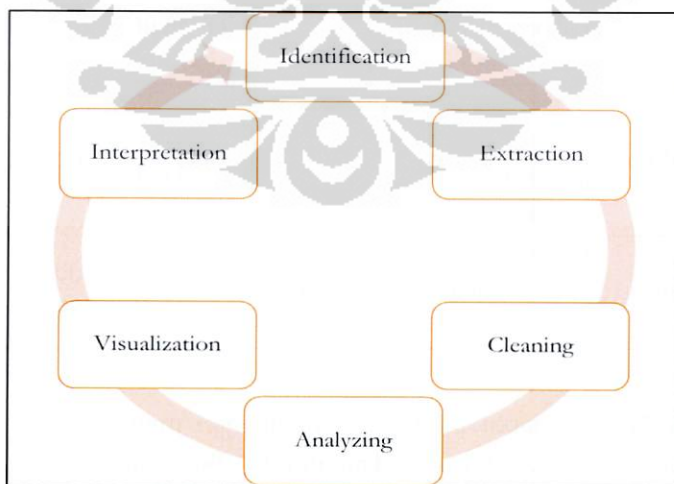 Identification
Extraction
Cleaning
Analyzing
Visualization
Interpretation